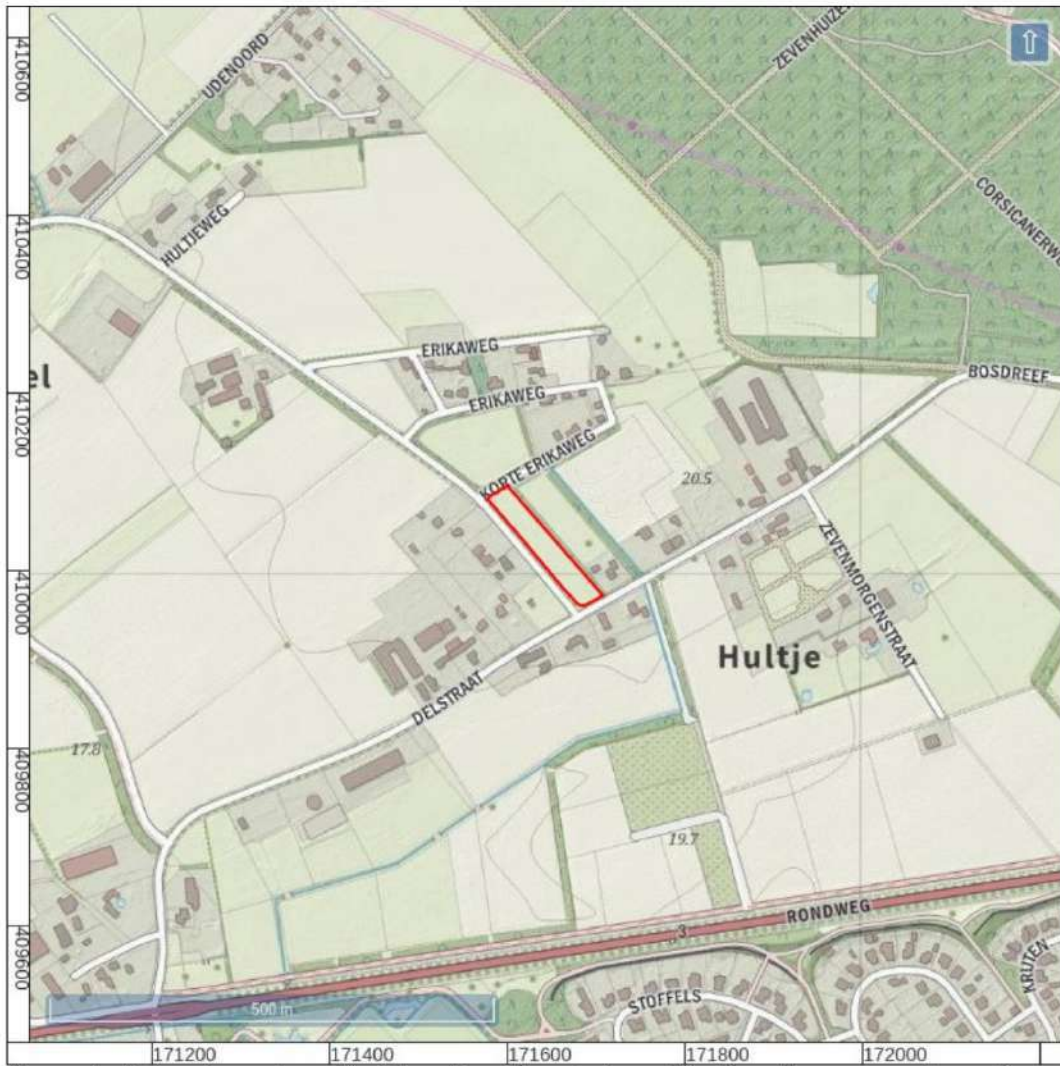 UDENOORD
ZEVENHUIZE
410600
CORSICANERW
HULTJEWEG
410400
ERIKAWEG
BOSDREEF
el
ERIKAWEG
410200
KORTE ERIKAWEG
20.5
ZEVENMORGENSTRAAT
410000
Hultje
DELSTRAAT
17.8
409800
19.7
RONDWEG
3
409600
KRUTEN
STOFFELS
500 m
171200
171400
171600
171800
172000